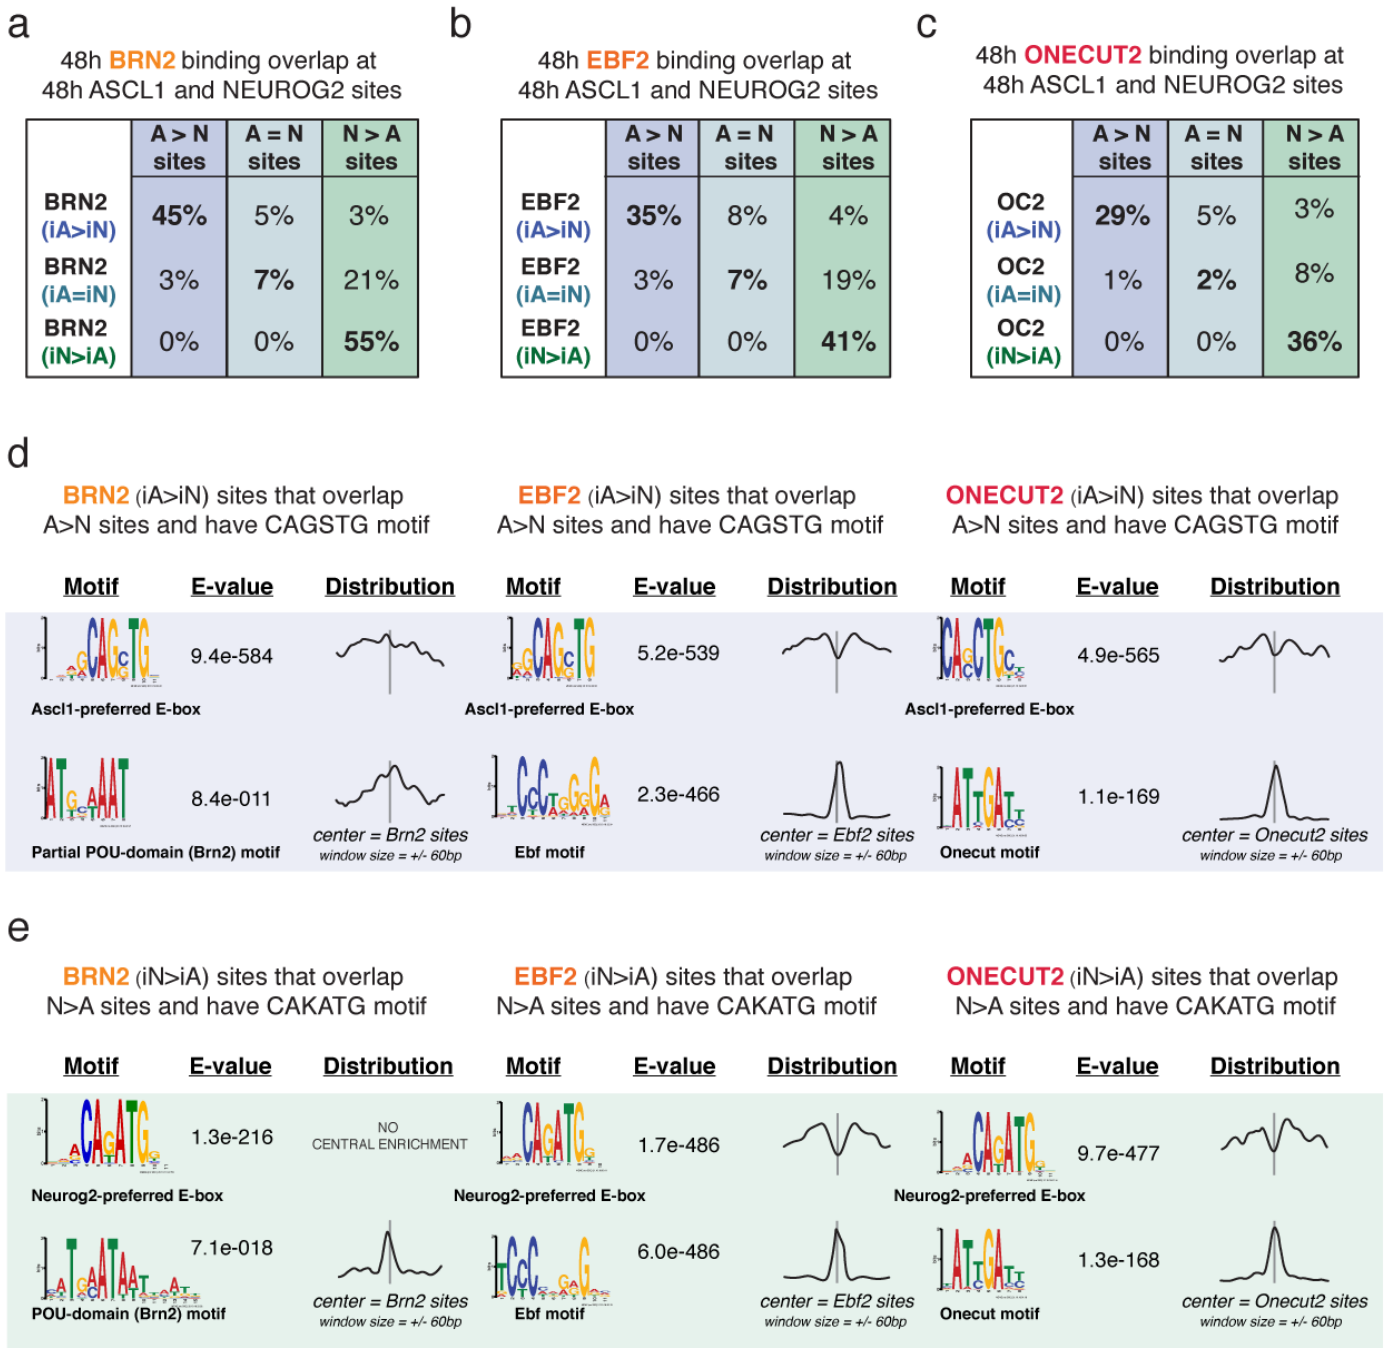 a
48h BRN2 binding overlap at
48h ASCL1 and NEUROG2 sites
A > N sites
A = N sites
N > A sites
BRN2 (iA>iN) 45% 5% 3%
BRN2 (iA=iN) 3% 7% 21%
BRN2 (iN>iA) 0% 0% 55%
b
48h EBF2 binding overlap at
48h ASCL1 and NEUROG2 sites
A > N sites
A = N sites
N > A sites
EBF2 (iA>iN) 35% 8% 4%
EBF2 (iA=iN) 3% 7% 19%
EBF2 (iN>iA) 0% 0% 41%
c
48h ONECUT2 binding overlap at
48h ASCL1 and NEUROG2 sites
A > N sites
A = N sites
N > A sites
OC2 (iA>iN) 29% 5% 3%
OC2 (iA=iN) 1% 2% 8%
OC2 (iN>iA) 0% 0% 36%
d
BRN2 (iA>iN) sites that overlap
A>N sites and have CAGSTG motif
Motif E-value Distribution
9.4e-584
Ascl1-preferred E-box
8.4e-011
Partial POU-domain (Brn2) motif
center = Brn2 sites
window size = +/- 60bp
EBF2 (iA>iN) sites that overlap
A>N sites and have CAGSTG motif
Motif E-value Distribution
5.2e-539
Ascl1-preferred E-box
2.3e-466
Ebf motif
center = Ebf2 sites
window size = +/- 60bp
ONECUT2 (iA>iN) sites that overlap
A>N sites and have CAGSTG motif
Motif E-value Distribution
4.9e-565
Ascl1-preferred E-box
1.1e-169
Onecut motif
center = Onecut2 sites
window size = +/- 60bp
e
BRN2 (iN>iA) sites that overlap
N>A sites and have CAKATG motif
Motif E-value Distribution
1.3e-216
NO
CENTRAL ENRICHMENT
Neurog2-preferred E-box
7.1e-018
POU-domain (Brn2) motif
center = Brn2 sites
window size = +/- 60bp
EBF2 (iN>iA) sites that overlap
N>A sites and have CAKATG motif
Motif E-value Distribution
1.7e-486
Neurog2-preferred E-box
6.0e-486
Ebf motif
center = Ebf2 sites
window size = +/- 60bp
ONECUT2 (iN>iA) sites that overlap
N>A sites and have CAKATG motif
Motif E-value Distribution
9.7e-477
Neurog2-preferred E-box
1.3e-168
Onecut motif
center = Onecut2 sites
window size = +/- 60bp